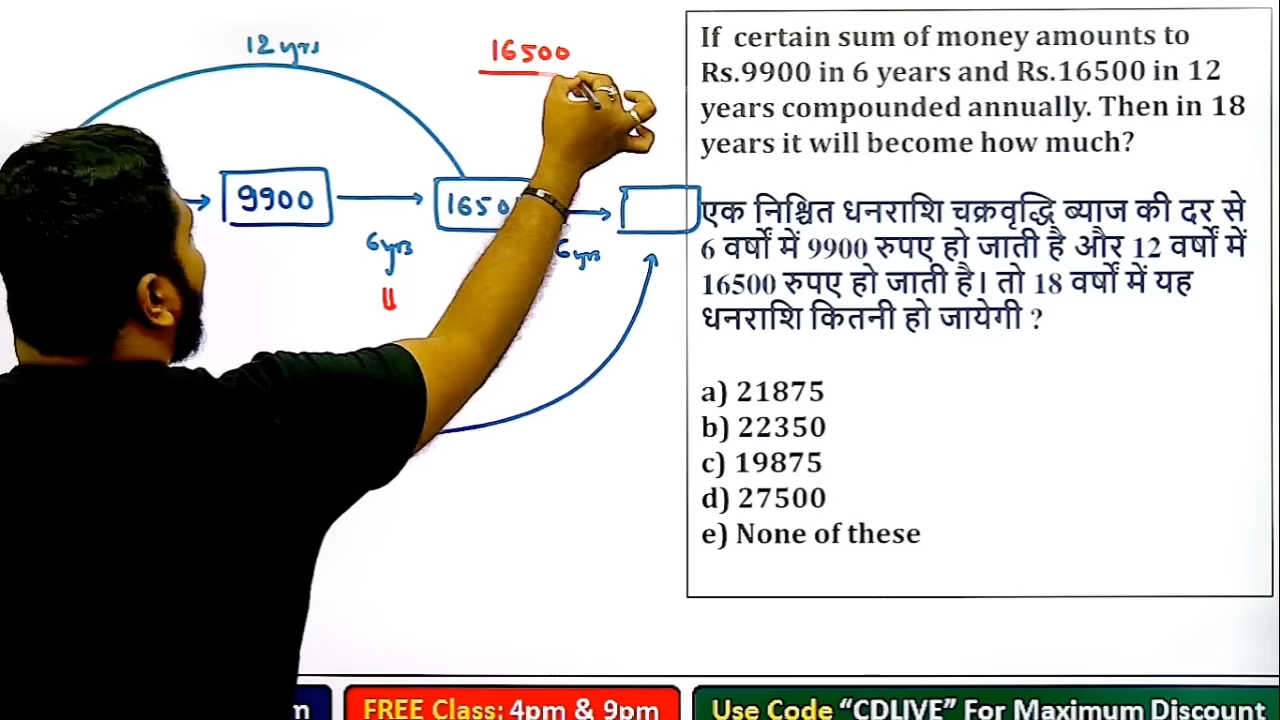 12 yrs
16500
9900
1650
6 yrs
6 yrs
If certain sum of money amounts to
Rs.9900 in 6 years and Rs.16500 in 12
years compounded annually. Then in 18
years it will become how much?
एक निश्चित धनराशि चक्रवृद्धि ब्याज की दर से
6 वर्षों में 9900 रुपए हो जाती है और 12 वर्षों में
16500 रुपए हो जाती है। तो 18 वर्षों में यह
धनराशि कितनी हो जायेगी ?
a) 21875
b) 22350
c) 19875
d) 27500
e) None of these
m
FREE Class: 4pm & 9pm
Use Code “CDLIVE” For Maximum Discount